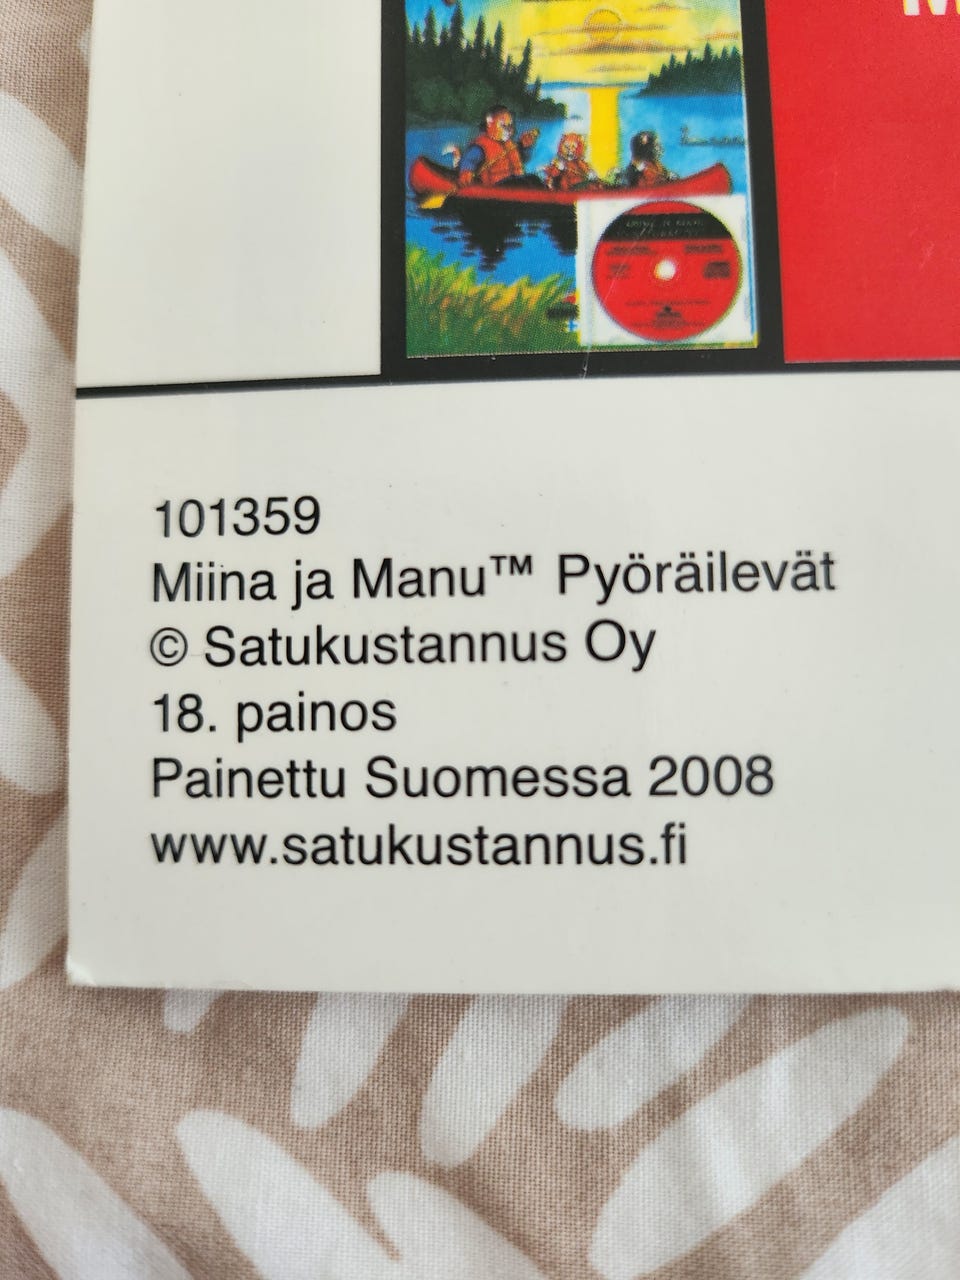 101359
Miina ja Manu™ Pyöräilevät
© Satukustannus Oy
18. painos
Painettu Suomessa 2008
www.satukustannus.fi